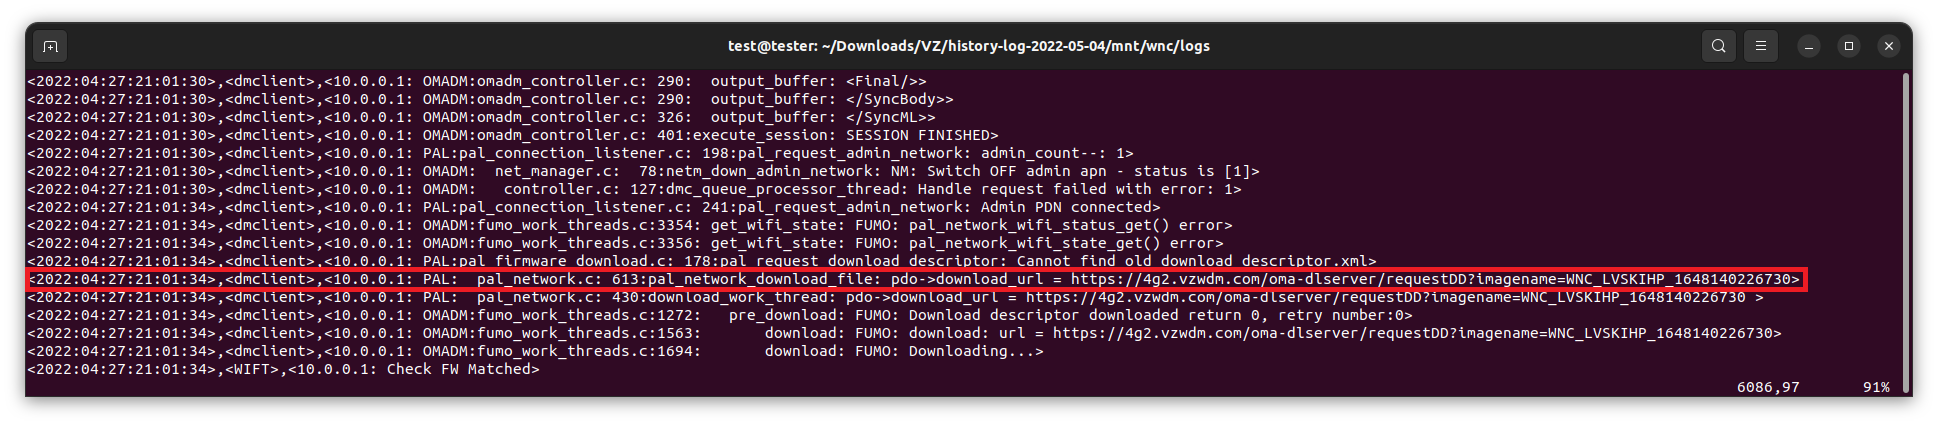 test@tester: ~/Downloads/VZ/history-log-2022-05-04/mnt/wnc/logs
<2022:04:27:21:01:30>,<dmclient>,<10.0.0.1: OMADM:omadm_controller.c: 290:  output_buffer: <Final/>>
<2022:04:27:21:01:30>,<dmclient>,<10.0.0.1: OMADM:omadm_controller.c: 290:  output_buffer: </SyncBody>>
<2022:04:27:21:01:30>,<dmclient>,<10.0.0.1: OMADM:omadm_controller.c: 326:  output_buffer: </SyncML>>
<2022:04:27:21:01:30>,<dmclient>,<10.0.0.1: OMADM:omadm_controller.c: 401:execute_session: SESSION FINISHED>
<2022:04:27:21:01:30>,<dmclient>,<10.0.0.1: PAL:pal_connection_listener.c: 198:pal_request_admin_network: admin_count--: 1>
<2022:04:27:21:01:30>,<dmclient>,<10.0.0.1: OMADM:  net_manager.c:  78:netm_down_admin_network: NM: Switch OFF admin apn - status is [1]>
<2022:04:27:21:01:30>,<dmclient>,<10.0.0.1: OMADM:   controller.c: 127:dmc_queue_processor_thread: Handle request failed with error: 1>
<2022:04:27:21:01:34>,<dmclient>,<10.0.0.1: PAL:pal_connection_listener.c: 241:pal_request_admin_network: Admin PDN connected>
<2022:04:27:21:01:34>,<dmclient>,<10.0.0.1: OMADM:fumo_work_threads.c:3354: get_wifi_state: FUMO: pal_network_wifi_status_get() error>
<2022:04:27:21:01:34>,<dmclient>,<10.0.0.1: OMADM:fumo_work_threads.c:3356: get_wifi_state: FUMO: pal_network_wifi_state_get() error>
<2022:04:27:21:01:34>,<dmclient>,<10.0.0.1: PAL:pal_firmware_download.c: 178:pal_request_download_descriptor: Cannot find old download_descriptor.xml>
<2022:04:27:21:01:34>,<dmclient>,<10.0.0.1: PAL:  pal_network.c: 613:pal_network_download_file: pdo->download_url = https://4g2.vzwdm.com/oma-dlserver/requestDD?imagename=WNC_LVSKIHP_1648140226730>
<2022:04:27:21:01:34>,<dmclient>,<10.0.0.1: PAL:  pal_network.c: 430:download_work_thread: pdo->download_url = https://4g2.vzwdm.com/oma-dlserver/requestDD?imagename=WNC_LVSKIHP_1648140226730 >
<2022:04:27:21:01:34>,<dmclient>,<10.0.0.1: OMADM:fumo_work_threads.c:1272:   pre_download: FUMO: Download descriptor downloaded return 0, retry number:0>
<2022:04:27:21:01:34>,<dmclient>,<10.0.0.1: OMADM:fumo_work_threads.c:1563:       download: FUMO: download: url = https://4g2.vzwdm.com/oma-dlserver/requestDD?imagename=WNC_LVSKIHP_1648140226730>
<2022:04:27:21:01:34>,<dmclient>,<10.0.0.1: OMADM:fumo_work_threads.c:1694:       download: FUMO: Downloading...>
<2022:04:27:21:01:34>,<WIFT>,<10.0.0.1: Check FW Matched>
6086,97       91%